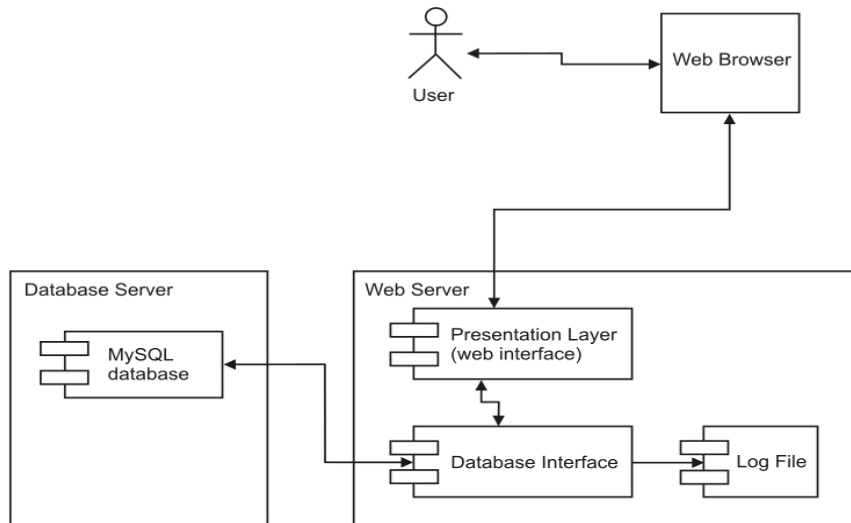 User
Web Browser
Database Server
Web Server
MySQL
database
Presentation Layer
(web interface)
Database Interface
Log File